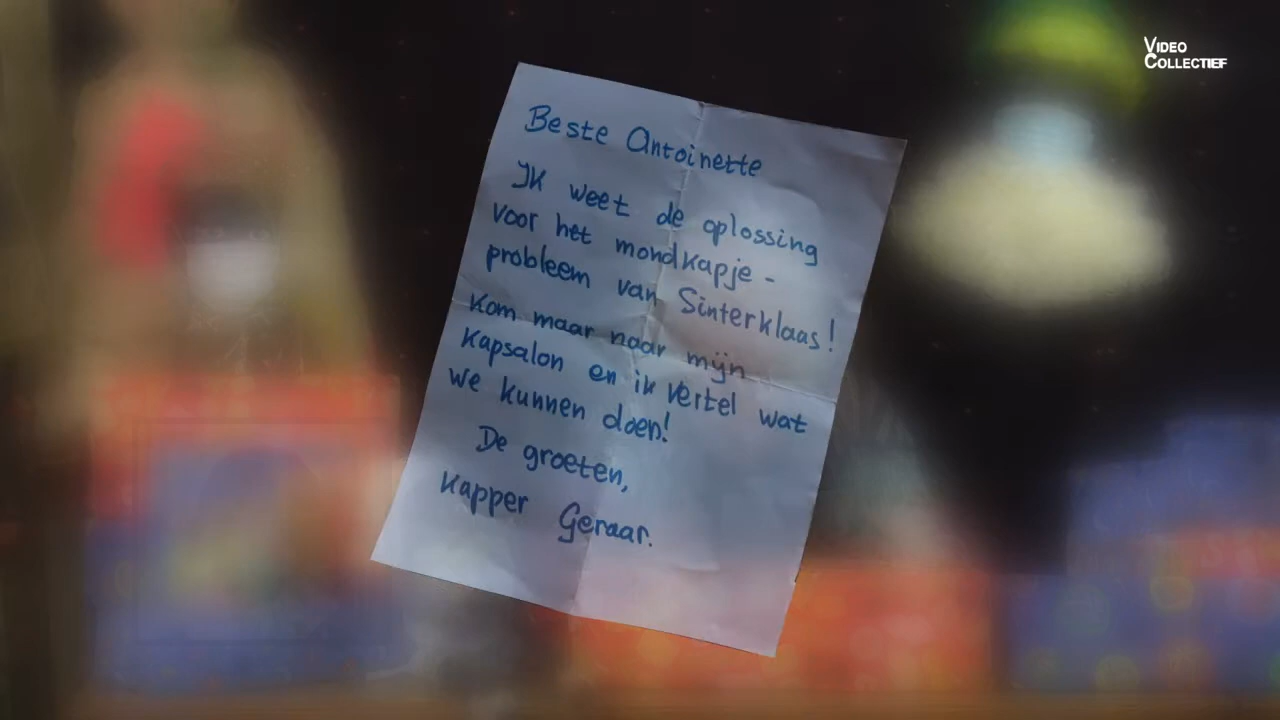 VIDEO
COLLECTIEF
Beste Antoinette
IK weet de oplossing
voor het mondkapje -
probleem van Sinterklaas!
Kom maar naar mijn
Kapsalon en ik vertel wat
we kunnen doen!
De groeten,
Kapper Geraar.